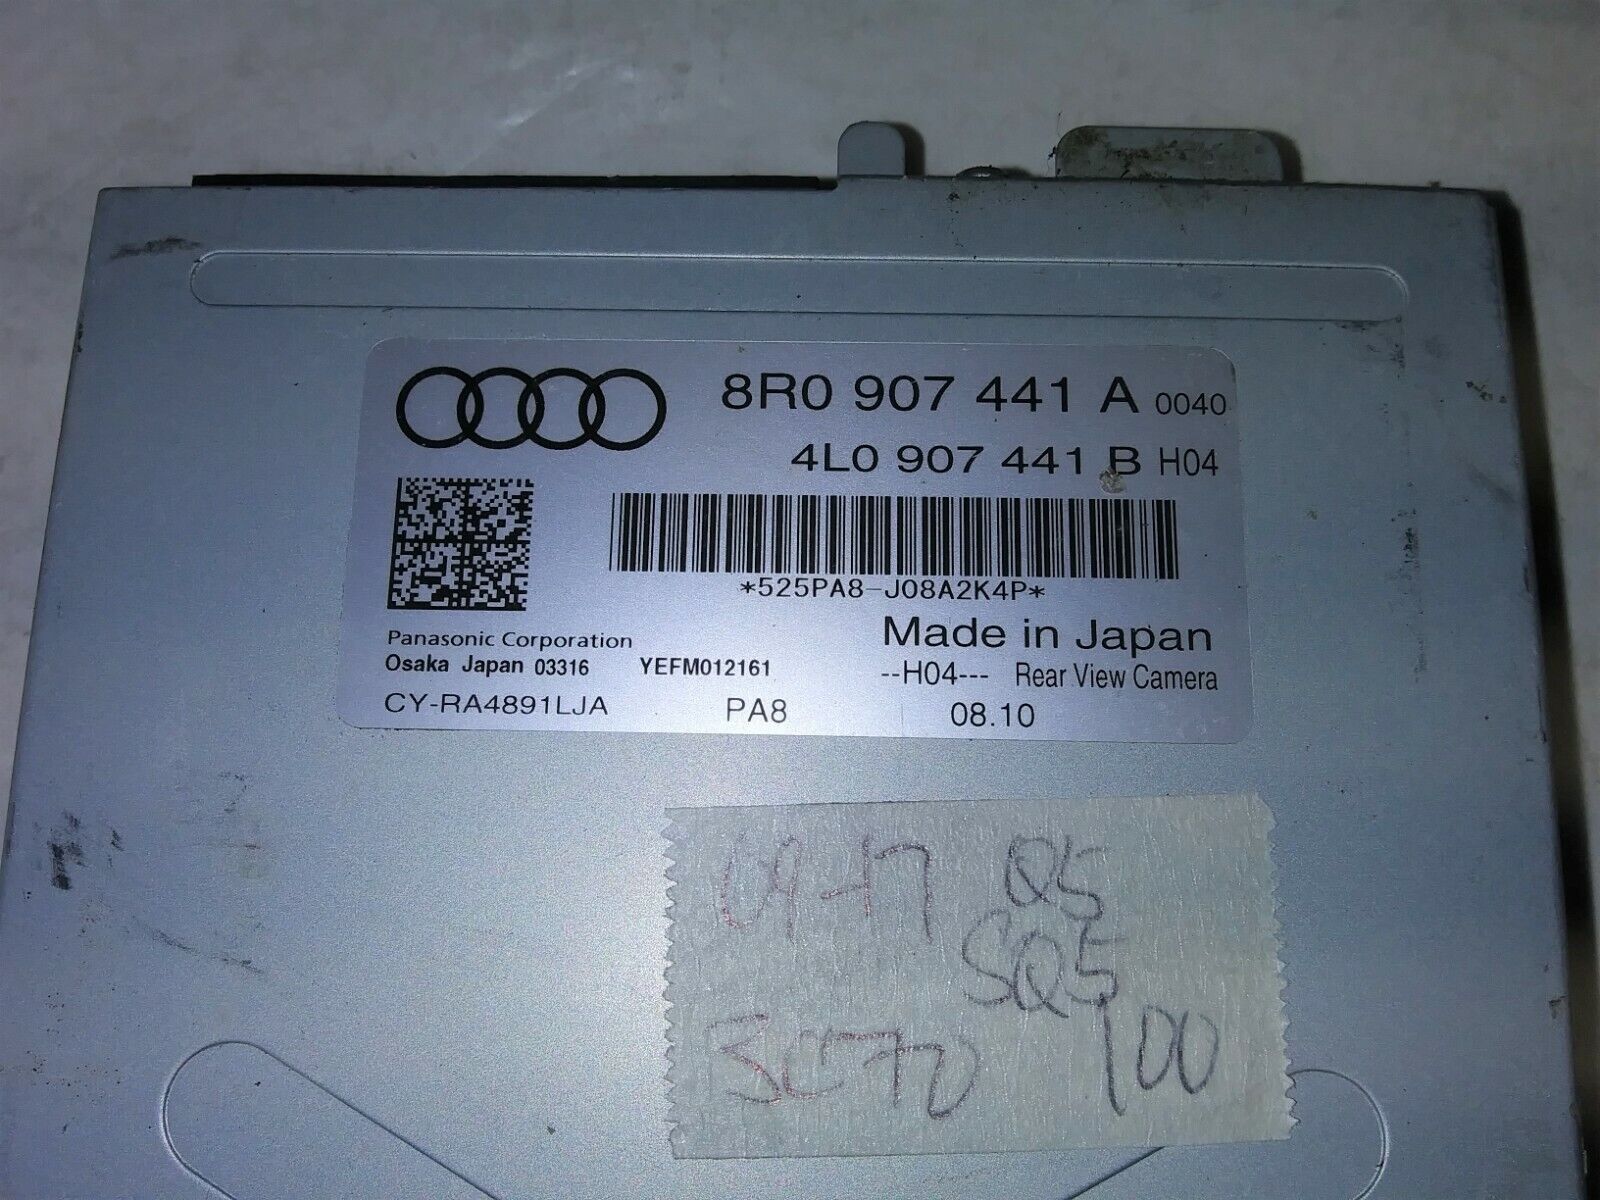 8R0 907 441 A 0040
4L0 907 441 B H04
*525PA8-J08A2K4P*
Panasonic Corporation
Made in Japan
Osaka Japan 03316 YEFM012161
--H04--- Rear View Camera
CY-RA4891LJA PA8 08.10
09-17 Q5
SQ5
3C70 100